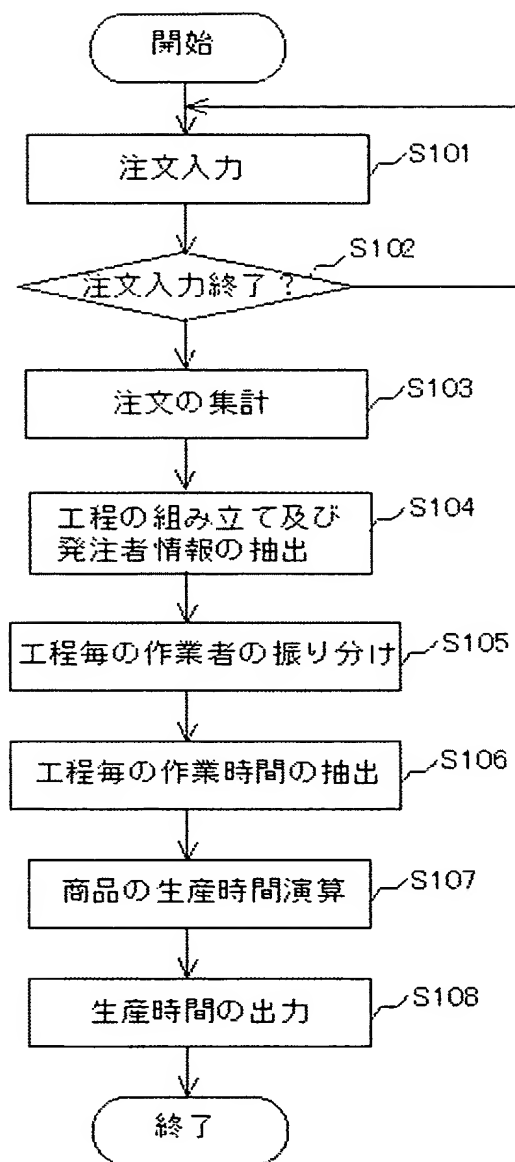 開始
注文入力
S101
注文入力終了？
S102
注文の集計
S103
工程の組み立て及び
発注者情報の抽出
S104
工程毎の作業者の振り分け
S105
工程毎の作業時間の抽出
S106
商品の生産時間演算
S107
生産時間の出力
S108
終了